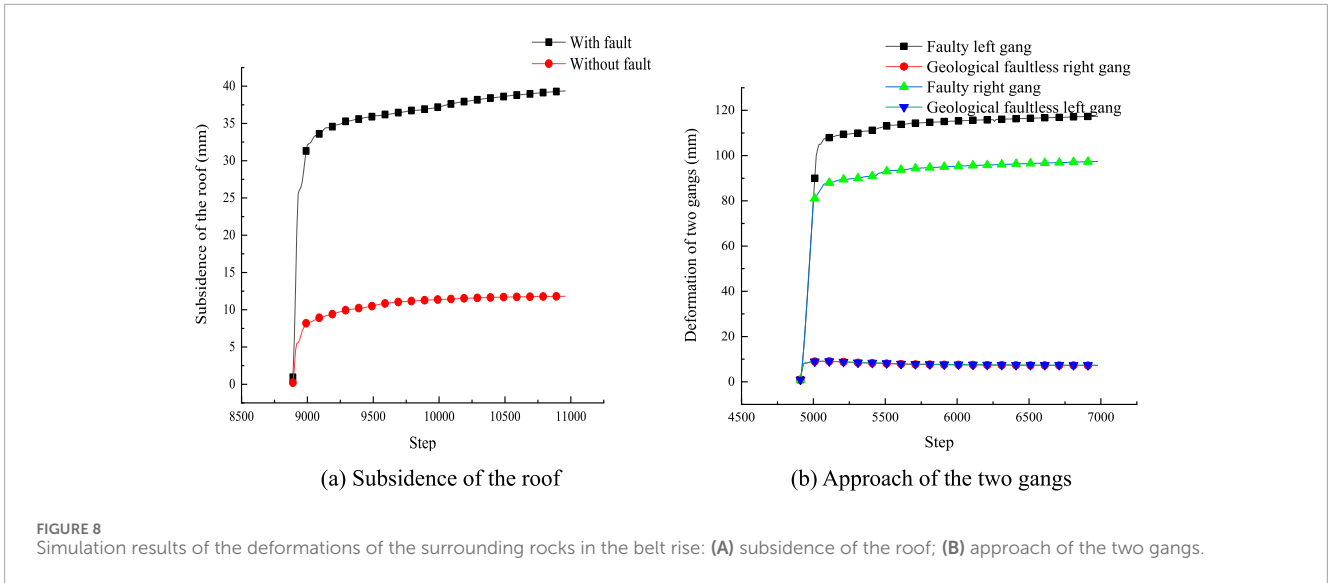 With fault
Without fault
Subsidence of the roof (mm)
40
35
30
25
20
15
10
5
0
8500
9000
9500
10000
10500
11000
Step
(a) Subsidence of the roof
Faulty left gang
Geological faultless right gang
Faulty right gang
Geological faultless left gang
Deformation of two gangs (mm)
120
100
80
60
40
20
0
4500
5000
5500
6000
6500
7000
Step
(b) Approach of the two gangs
FIGURE 8
Simulation results of the deformations of the surrounding rocks in the belt rise: (A) subsidence of the roof; (B) approach of the two gangs.